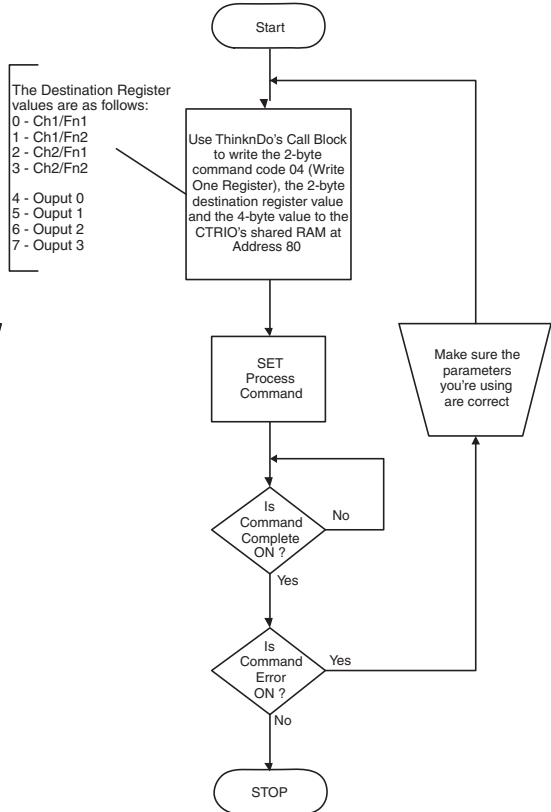 Start
The Destination Register
values are as follows:
0 - Ch1/Fn1
1 - Ch1/Fn2
2 - Ch2/Fn1
3 - Ch2/Fn2
4 - Ouput 0
5 - Ouput 1
6 - Ouput 2
7 - Ouput 3
Use ThinknDo's Call Block
to write the 2-byte
command code 04 (Write
One Register), the 2-byte
destination register value
and the 4-byte value to the
CTRIO's shared RAM at
Address 80
SET
Process
Command
Make sure the
parameters
you're using
are correct
Is
Command
Complete
ON ?
No
Yes
Is
Command
Error
ON ?
Yes
No
STOP